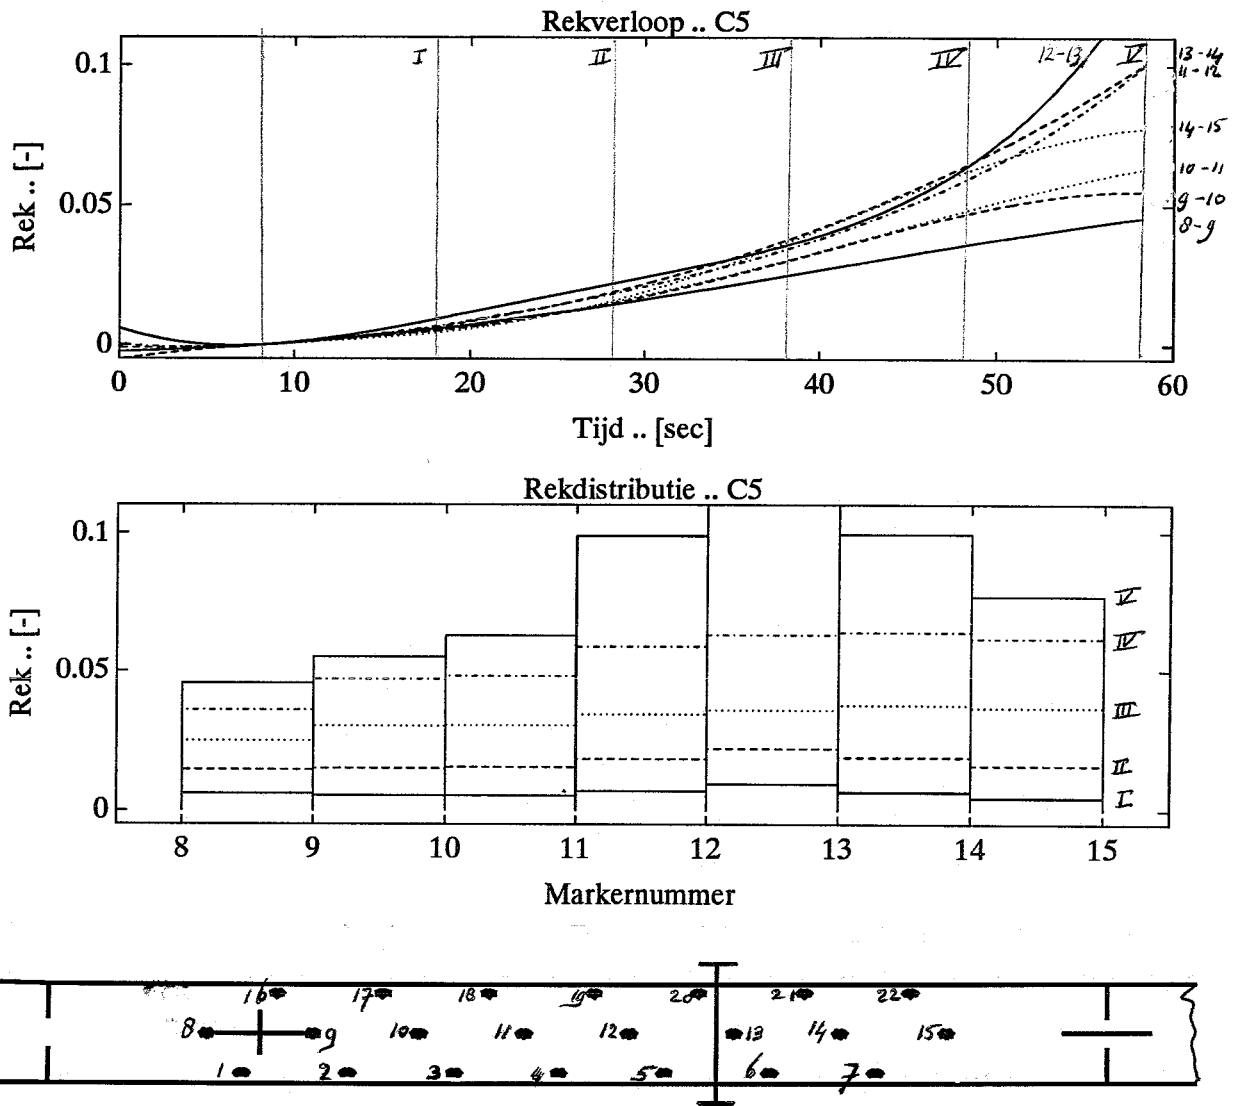 Rekverloop .. C5
I II III IV 12-13 V 13-14
11-12
0.1
14-15
10-11
0.05
9-10
8-9
Rek .. [-]
0
0 10 20 30 40 50 60
Tijd .. [sec]
Rekdistributie .. C5
0.1
V
IV
0.05
III
II
I
0
Rek .. [-]
8 9 10 11 12 13 14 15
Markernummer
16 17 18 19 20 21 22
8 9 10 11 12 13 14 15
1 2 3 4 5 6 7